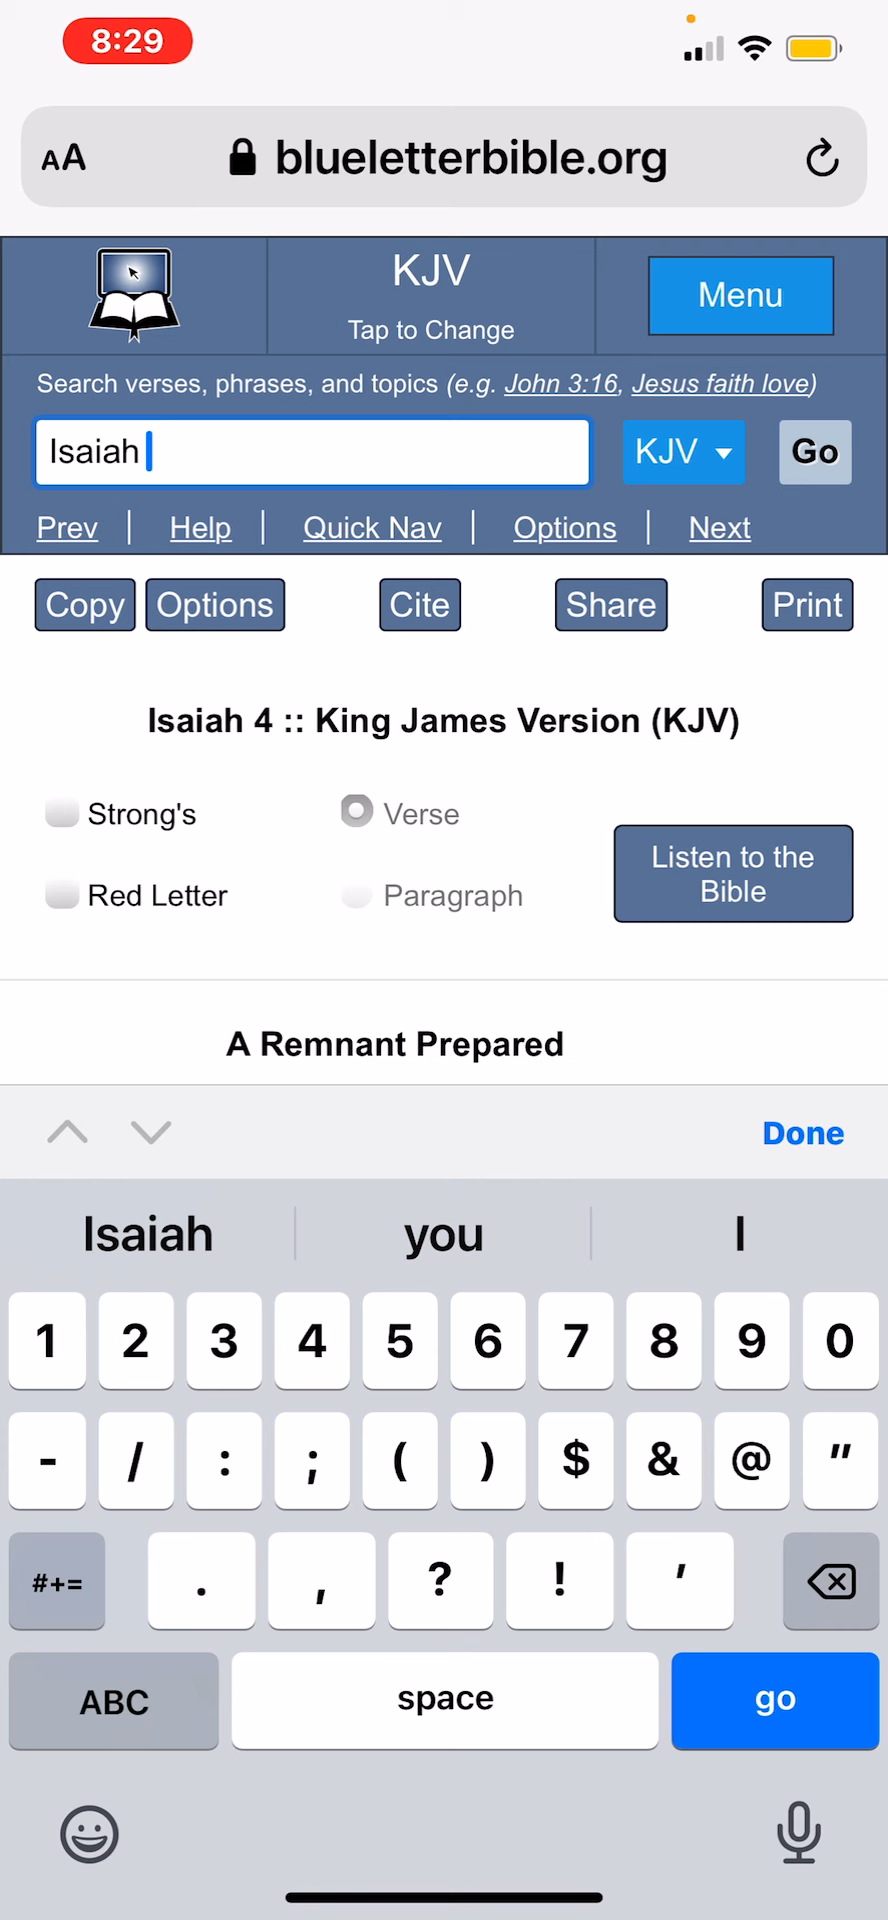 8:29
AA blueletterbible.org
KJV
Tap to Change
Menu
Search verses, phrases, and topics (e.g. John 3:16, Jesus faith love)
Isaiah
KJV
Go
Prev | Help | Quick Nav | Options | Next
Copy Options Cite Share Print
Isaiah 4 :: King James Version (KJV)
Strong's Verse
Listen to the
Bible
Red Letter Paragraph
A Remnant Prepared
Done
Isaiah you I
1 2 3 4 5 6 7 8 9 0
- / : ; ( ) $ & @ "
#+= . , ? ! '
ABC space go